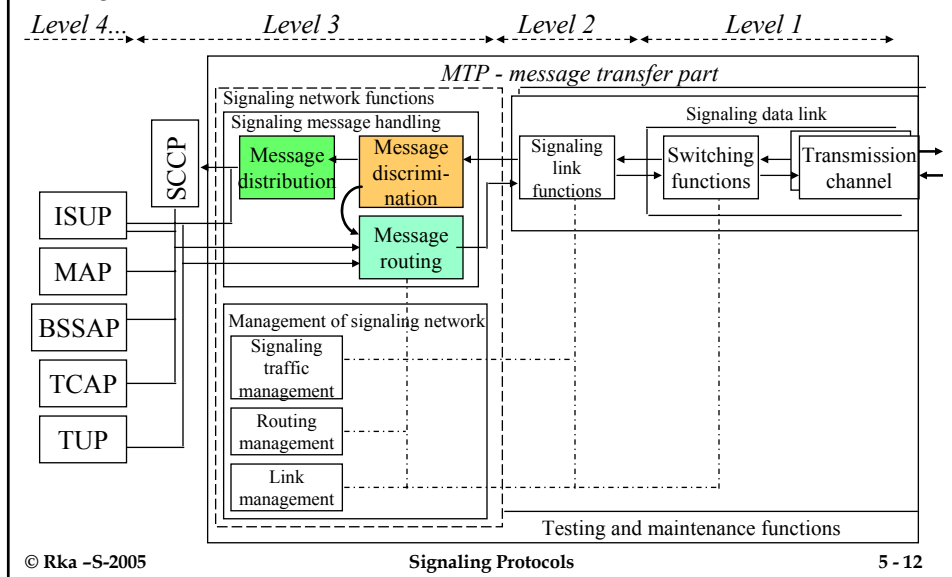 Level 4... Level 3 Level 2 Level 1
MTP - message transfer part
Signaling network functions
Signaling message handling
Signaling data link
SCCP
Message
distribution
Message
discrimi-
nation
Signaling
link
functions
Switching
functions
Transmission
channel
ISUP
Message
routing
MAP
BSSAP
Management of signaling network
Signaling
traffic
management
TCAP
Routing
management
TUP
Link
management
Testing and maintenance functions
© Rka –S-2005 Signaling Protocols 5 - 12